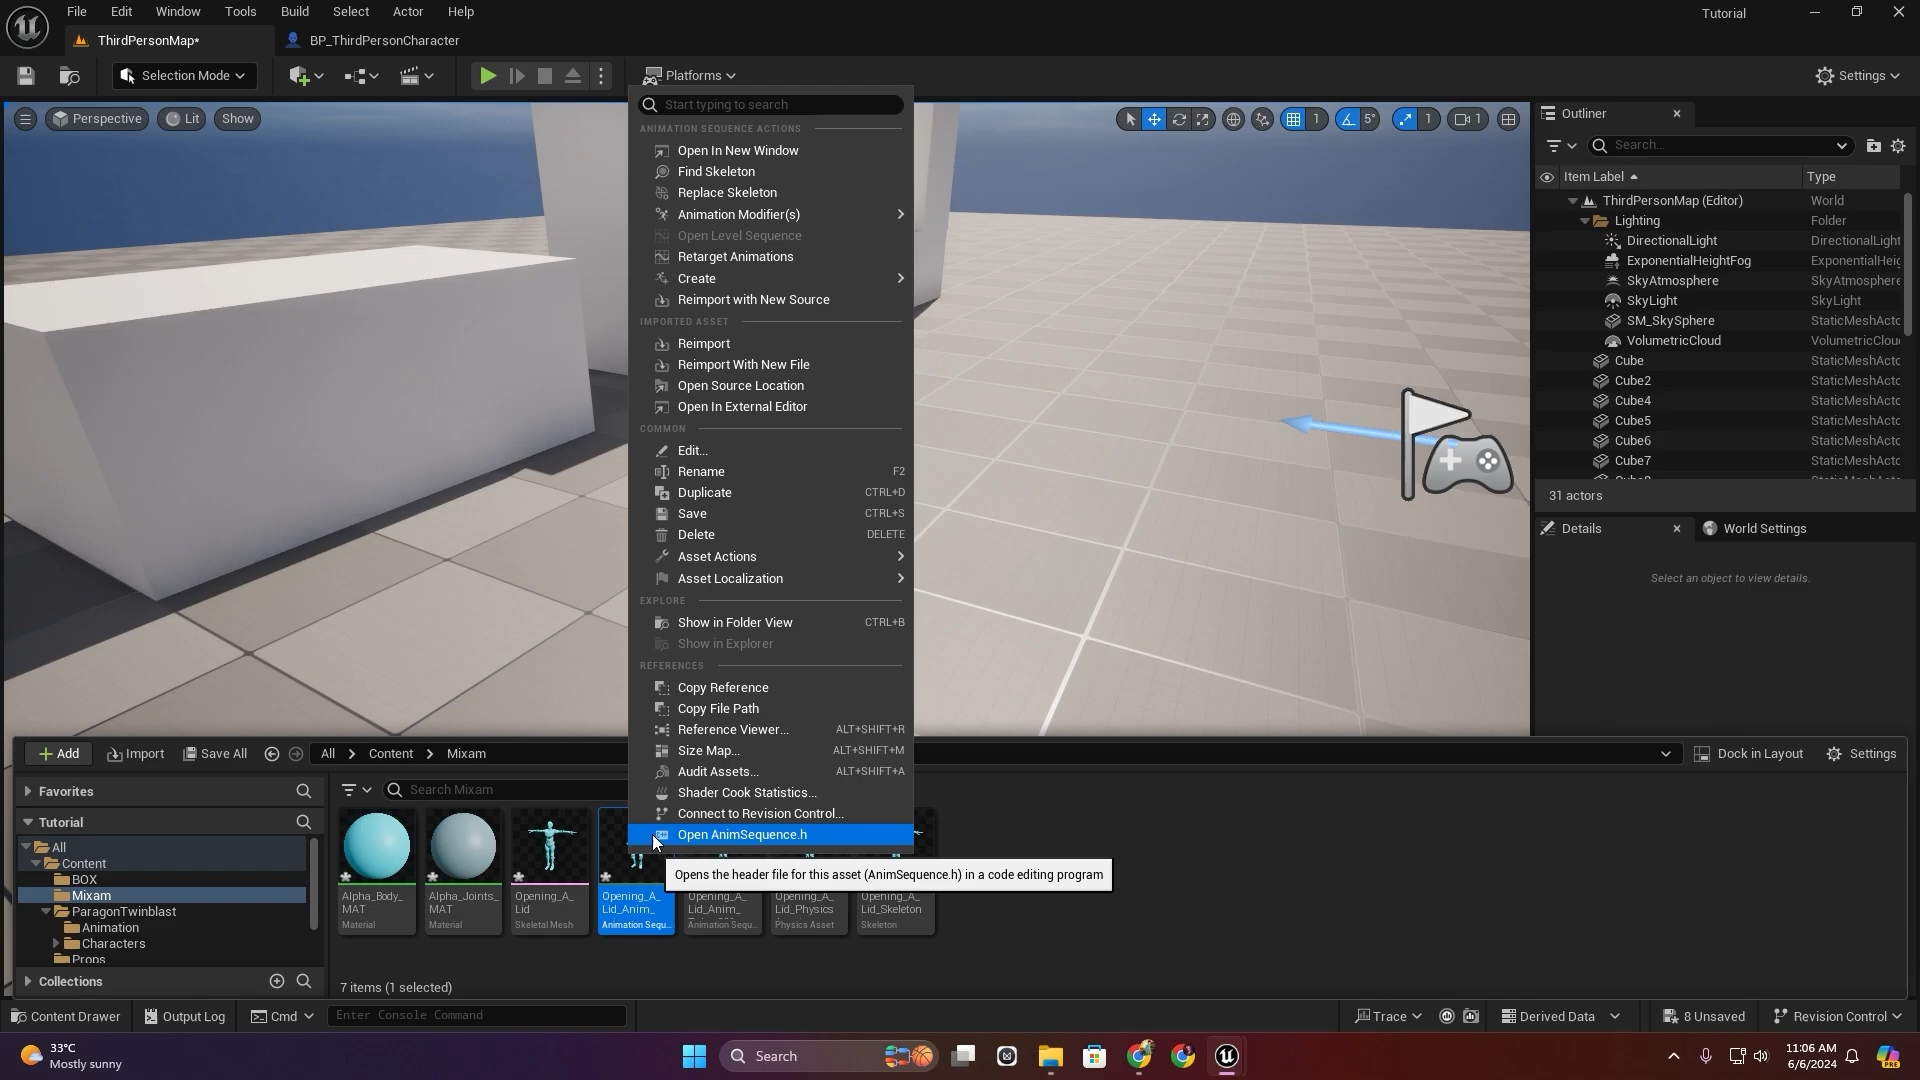 File Edit Window Tools Build Select Actor Help
Tutorial
ThirdPersonMap*
BP_ThirdPersonCharacter
Selection Mode
Platforms
Settings
Perspective
Lit
Show
1
5°
1
1
Start typing to search
ANIMATION SEQUENCE ACTIONS
Open In New Window
Find Skeleton
Replace Skeleton
Animation Modifier(s)
Open Level Sequence
Retarget Animations
Create
Reimport with New Source
IMPORTED ASSET
Reimport
Reimport With New File
Open Source Location
Open In External Editor
COMMON
Edit...
Rename F2
Duplicate CTRL+D
Save CTRL+S
Delete DELETE
Asset Actions
Asset Localization
EXPLORE
Show in Folder View CTRL+B
Show in Explorer
REFERENCES
Copy Reference
Copy File Path
Reference Viewer... ALT+SHIFT+R
Size Map... ALT+SHIFT+M
Audit Assets... ALT+SHIFT+A
Shader Cook Statistics...
Connect to Revision Control...
Open AnimSequence.h
Opens the header file for this asset (AnimSequence.h) in a code editing program
Outliner
Search...
Item Label Type
ThirdPersonMap (Editor) World
Lighting Folder
DirectionalLight DirectionalLight
ExponentialHeightFog ExponentialHeig
SkyAtmosphere SkyAtmosphere
SkyLight SkyLight
SM_SkySphere StaticMeshActo
VolumetricCloud VolumetricClou
Cube StaticMeshActo
Cube2 StaticMeshActo
Cube4 StaticMeshActo
Cube5 StaticMeshActo
Cube6 StaticMeshActo
Cube7 StaticMeshActo
31 actors
Details
World Settings
Select an object to view details.
Add
Import
Save All
All
Content
Mixam
Dock in Layout
Settings
Favorites
Tutorial
All
Content
BOX
Mixam
ParagonTwinblast
Animation
Characters
Props
Collections
Search Mixam
Alpha_Body_
MAT
Material
Alpha_Joints_
MAT
Material
Opening_A_
Lid
Skeletal Mesh
Opening_A_
Lid_Anim_
Animation Sequ...
Opening_A_
Lid_Anim_
Animation Sequ...
Opening_A_
Lid_Physics
Physics Asset
Opening_A_
Lid_Skeleton
Skeleton
7 items (1 selected)
Content Drawer
Output Log
Cmd
Enter Console Command
Trace
Derived Data
8 Unsaved
Revision Control
33°C
Mostly sunny
Search
11:06 AM
6/6/2024
PRE